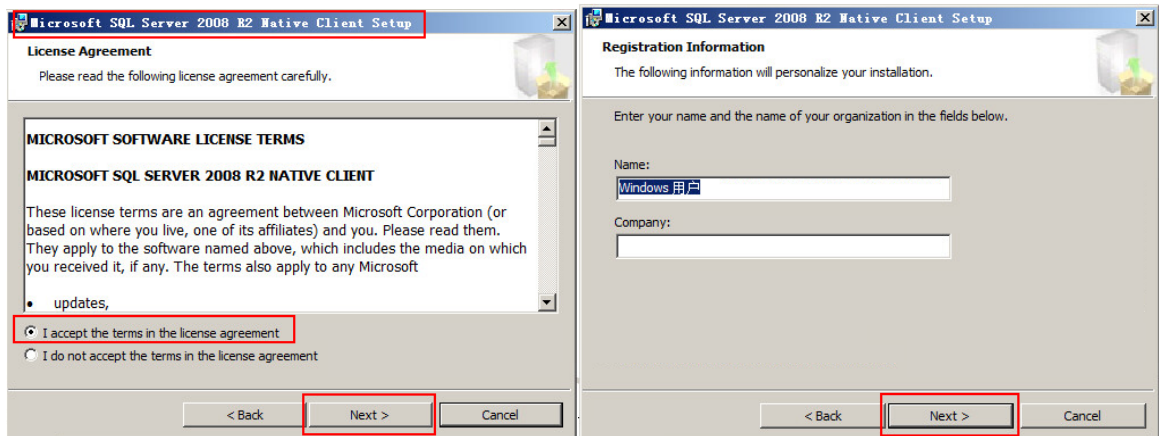 Microsoft SQL Server 2008 R2 Native Client Setup
License Agreement
Please read the following license agreement carefully.
MICROSOFT SOFTWARE LICENSE TERMS
MICROSOFT SQL SERVER 2008 R2 NATIVE CLIENT
These license terms are an agreement between Microsoft Corporation (or
based on where you live, one of its affiliates) and you. Please read them.
They apply to the software named above, which includes the media on which
you received it, if any. The terms also apply to any Microsoft
• updates,
I accept the terms in the license agreement
I do not accept the terms in the license agreement
< Back
Next >
Cancel
Microsoft SQL Server 2008 R2 Native Client Setup
Registration Information
The following information will personalize your installation.
Enter your name and the name of your organization in the fields below.
Name:
Windows 用户
Company:
< Back
Next >
Cancel